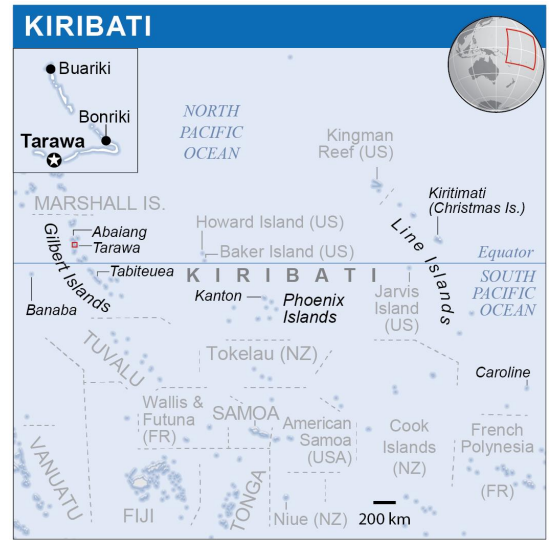 KIRIBATI
Buariki
Bonriki
Tarawa
NORTH
PACIFIC
OCEAN
Kingman
Reef (US)
Kiritimati
(Christmas Is.)
MARSHALL IS.
Gilbert Islands
Abaiang
Tarawa
Tabiteuea
Banaba
Howard Island (US)
Baker Island (US)
Line Islands
Equator
KIRIBATI
SOUTH
PACIFIC
OCEAN
Kanton
Phoenix
Islands
Jarvis
Island
(US)
TUVALU
Tokelau (NZ)
Caroline
Wallis &
Futuna
(FR)
SAMOA
American
Samoa
(USA)
Cook
Islands
(NZ)
French
Polynesia
(FR)
VANUATU
FIJI
TONGA
Niue (NZ)
200 km